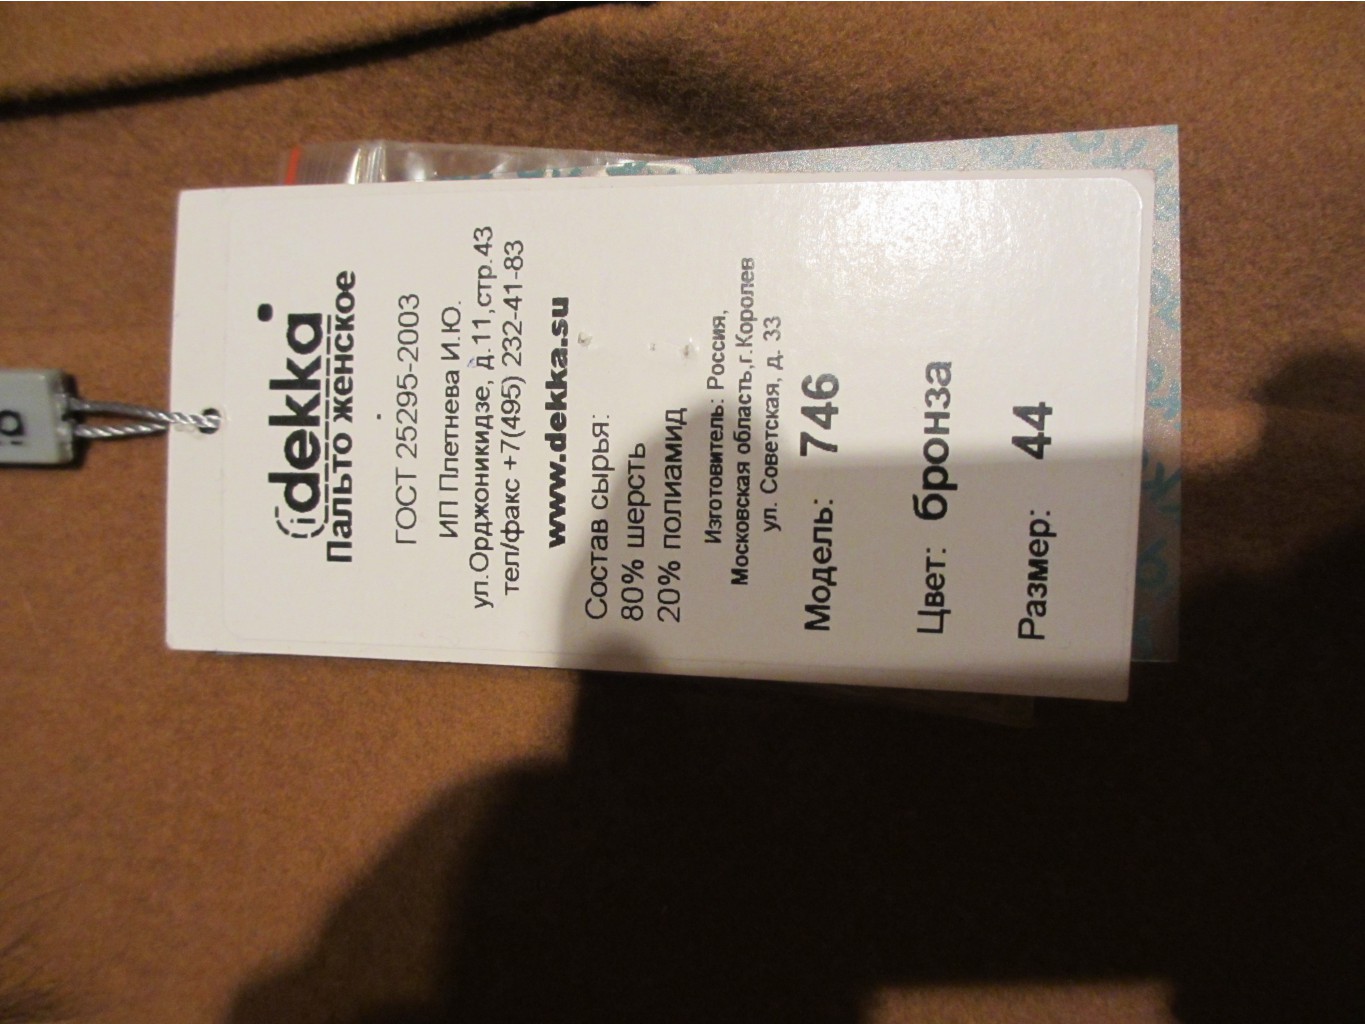 dekka
Пальто женское
ГОСТ 25295-2003
ИП Плетнева И.Ю.
ул.Орджоникидзе, д.11,стр.43
тел/факс +7(495) 232-41-83
www.dekka.su
Состав сырья:
80% шерсть
20% полиамид
Изготовитель: Россия,
Московская область,г.Королев
ул. Советская, д. 33
Модель: 746
Цвет: бронза
Размер: 44